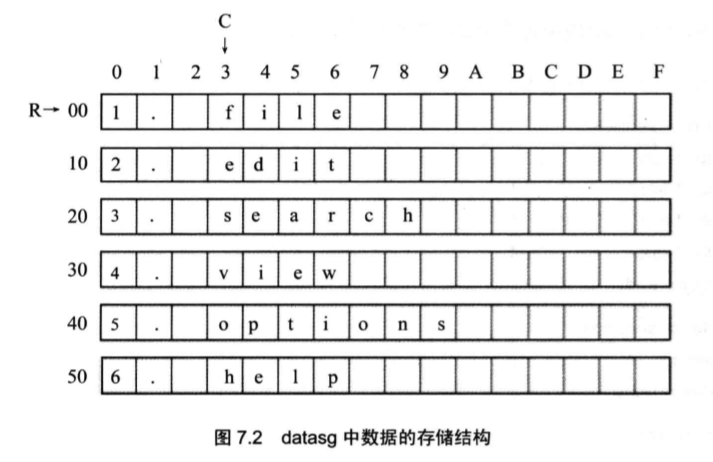 C
↓
0 1 2 3 4 5 6 7 8 9 A B C D E F
R→ 00 1 . f i l e
10 2 . e d i t
20 3 . s e a r c h
30 4 . v i e w
40 5 . o p t i o n s
50 6 . h e l p
图 7.2 datasg 中数据的存储结构